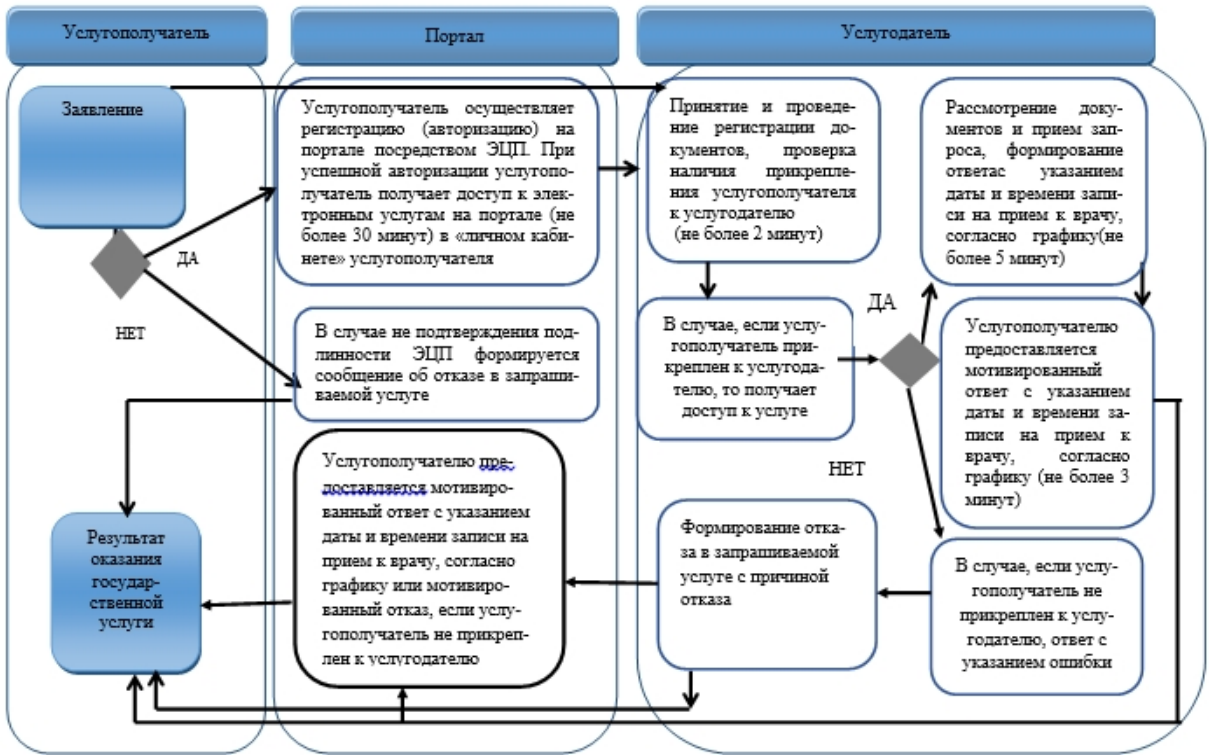 Услугополучатель
Портал
Услугодатель
Заявление
ДА
НЕТ
Услугополучатель осуществляет
регистрацию (авторизацию) на
портале посредством ЭЦП. При
успешной авторизации услугопо-
лучатель получает доступ к элек-
тронным услугам на портале (не
более 30 минут) в «личном каби-
нете» услугополучателя
В случае не подтверждения под-
линности ЭЦП формируется
сообщение об отказе в запраши-
ваемой услуге
Услугополучателю пре-
доставляется мотивиро-
ванный ответ с указанием
даты и времени записи на
прием к врачу, согласно
графику или мотивиро-
ванный отказ, если услу-
гополучатель не прикреп-
лен к услугодателю
Результат
оказания
государ-
ственной
услуги
Принятие и проведе-
ние регистрации до-
кументов, проверка
наличия прикрепле-
ния услугополучателя
к услугодателю
(не более 2 минут)
В случае, если услу-
гополучатель при-
креплен к услугода-
телю, то получает
доступ к услуге
ДА
НЕТ
Рассмотрение доку-
ментов и прием зап-
роса, формирование
ответас указанием
даты и времени запи-
си на прием к врачу,
согласно графику(не
более 5 минут)
Услугополучателю
предоставляется
мотивированный
ответ с указанием
даты и времени за-
писи на прием к
врачу, согласно
графику (не более 3
минут)
В случае, если услу-
гополучатель не
прикреплен к услу-
годателю, ответ с
указанием ошибки
Формирование отка-
за в запрашиваемой
услуге с причиной
отказа